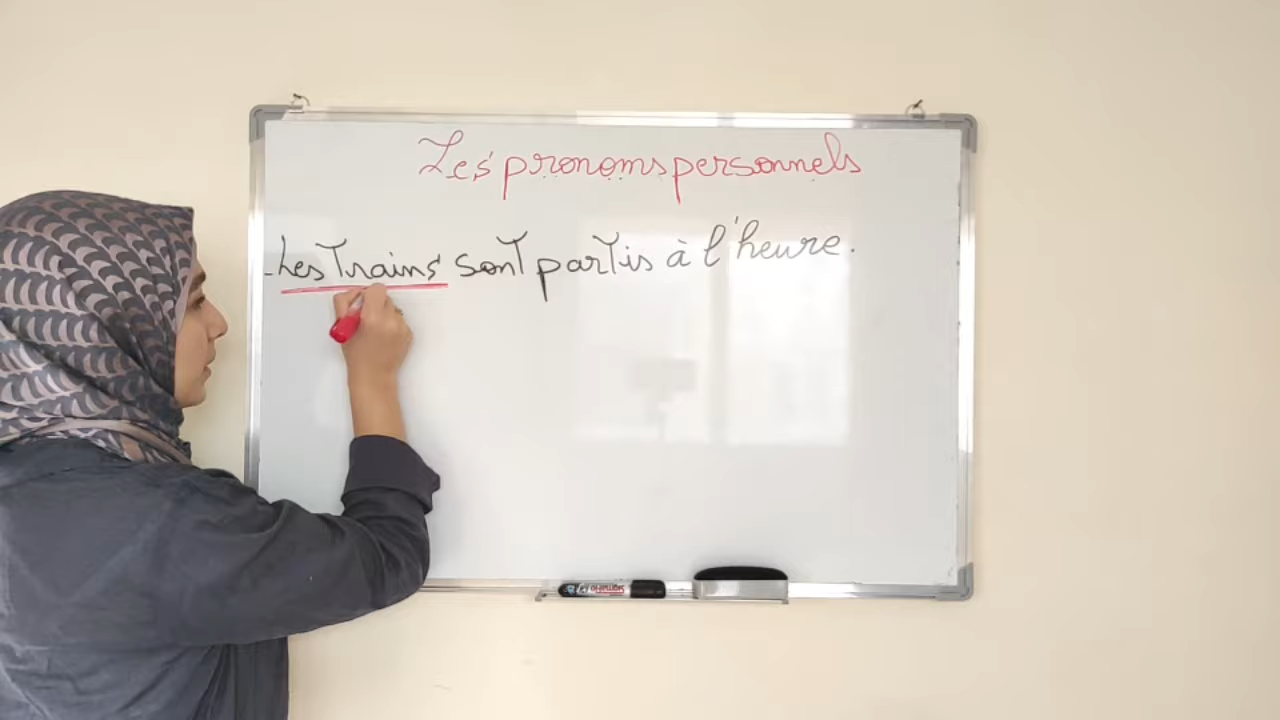 Les pronoms personnels
- Les Trains sont partis à l'heure.